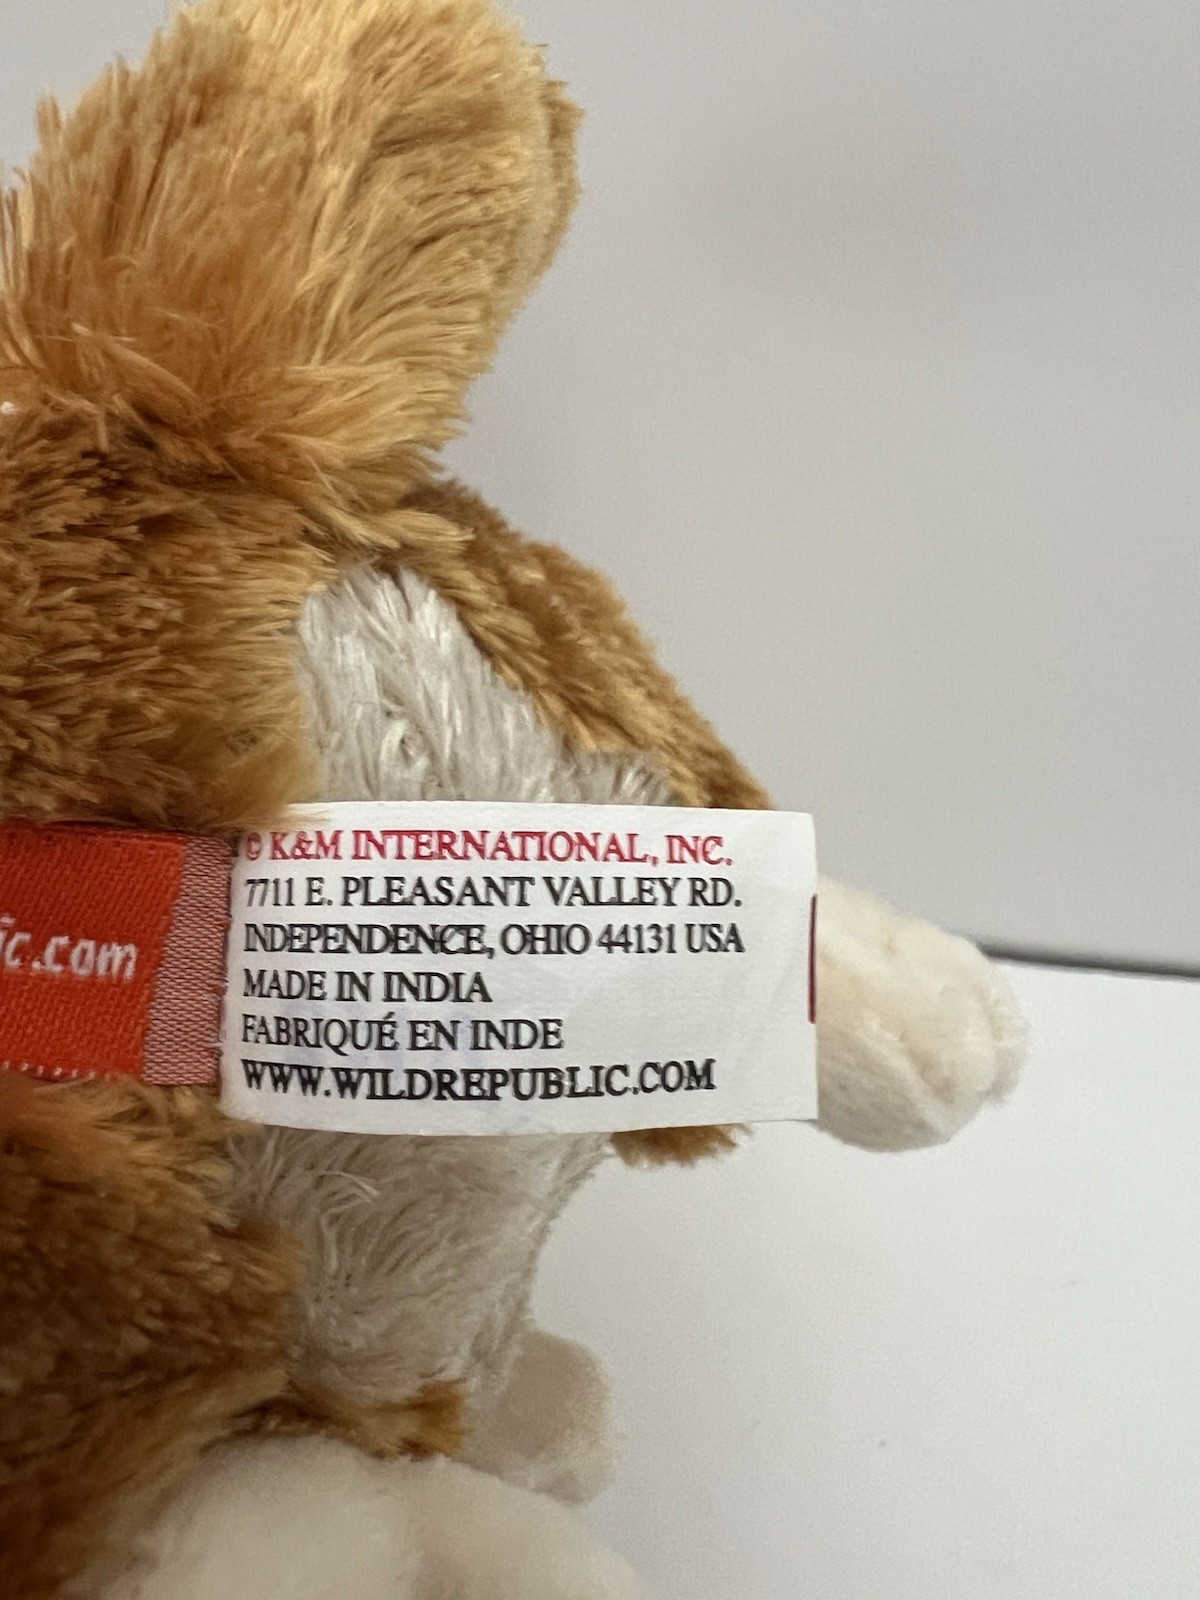 © K&M INTERNATIONAL, INC.
7711 E. PLEASANT VALLEY RD.
INDEPENDENCE, OHIO 44131 USA
MADE IN INDIA
FABRIQUÉ EN INDE
WWW.WILDREPUBLIC.COM
ic.com